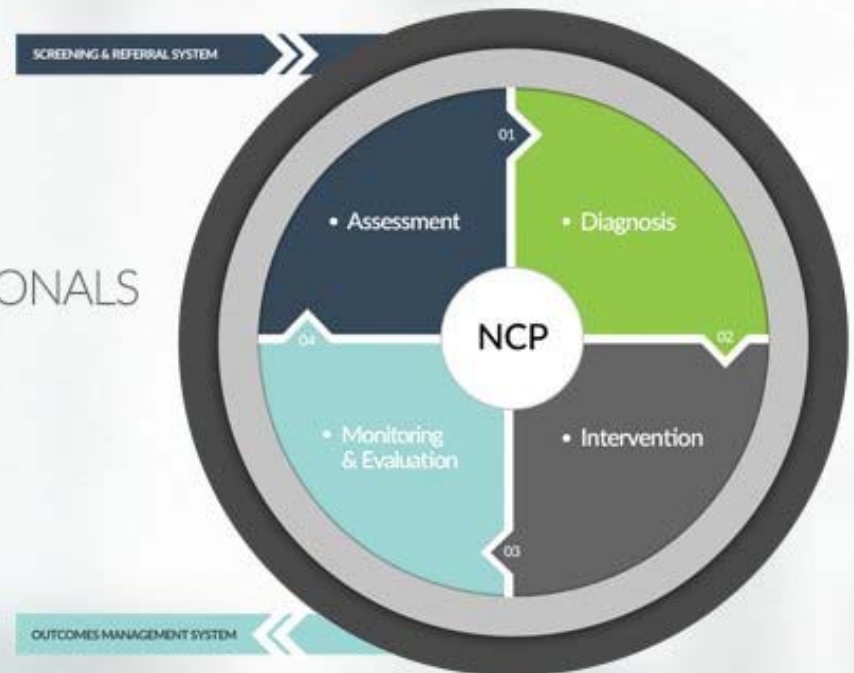 SCREENING & REFERRAL SYSTEM
01
• Assessment
• Diagnosis
ONALS
NCP
04
02
• Monitoring
& Evaluation
• Intervention
03
OUTCOMES MANAGEMENT SYSTEM